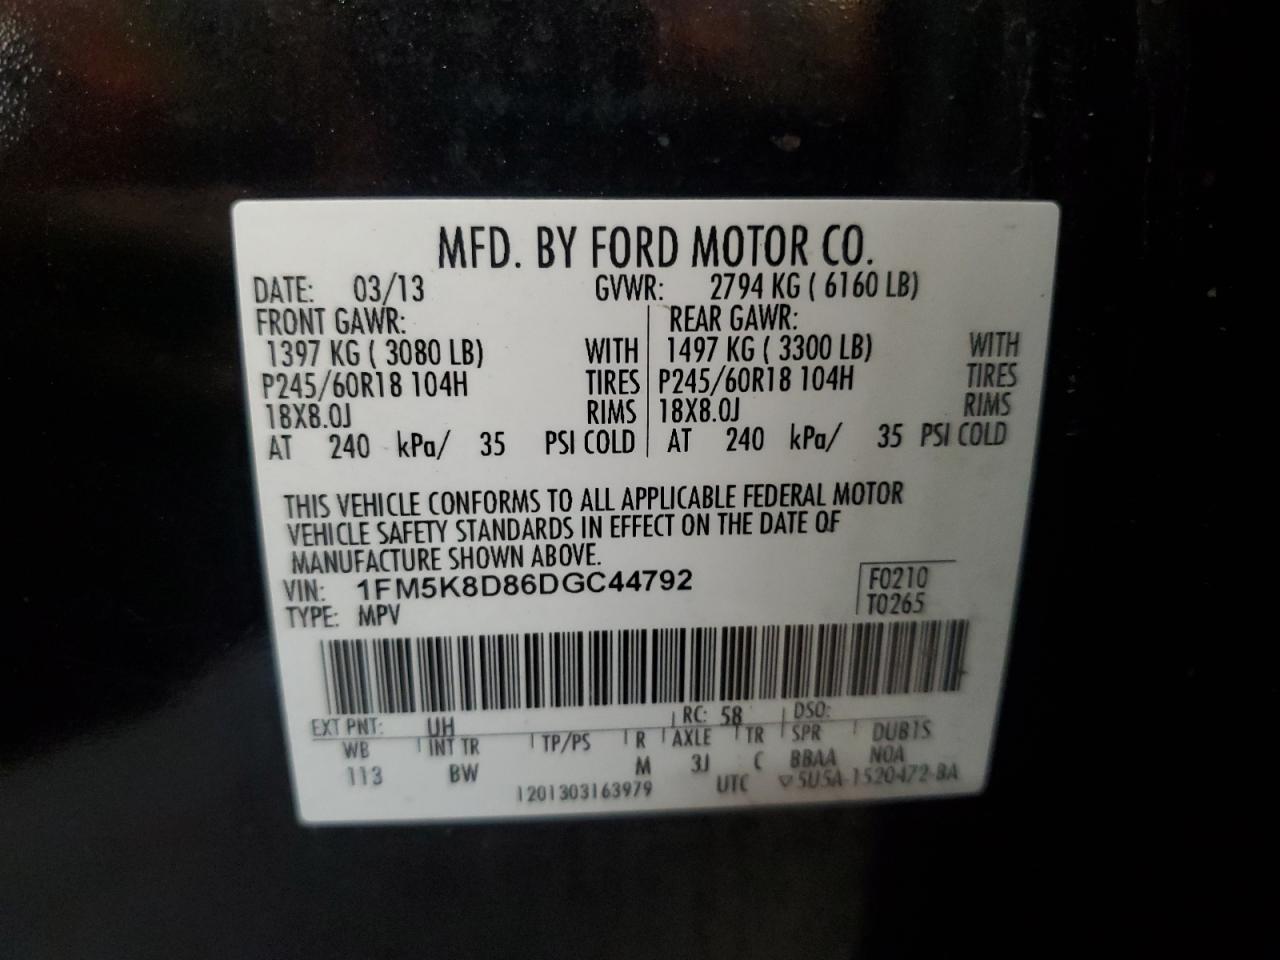 MFD. BY FORD MOTOR CO.
DATE: 03/13 GVWR: 2794 KG ( 6160 LB)
FRONT GAWR: REAR GAWR:
1397 KG ( 3080 LB) WITH 1497 KG ( 3300 LB) WITH
P245/60R18 104H TIRES P245/60R18 104H TIRES
18X8.0J RIMS 18X8.0J RIMS
AT 240 kPa/ 35 PSI COLD AT 240 kPa/ 35 PSI COLD
THIS VEHICLE CONFORMS TO ALL APPLICABLE FEDERAL MOTOR
VEHICLE SAFETY STANDARDS IN EFFECT ON THE DATE OF
MANUFACTURE SHOWN ABOVE.
VIN: 1FM5K8D86DGC44792 F0210
TYPE: MPV T0265
EXT PNT: UH RC: 58 DSO:
WB INT TR TP/PS R AXLE TR SPR DUB1S
113 BW M 3J C BBAA NOA
1201303163979 UTC ▽5U5A-1520472-BA